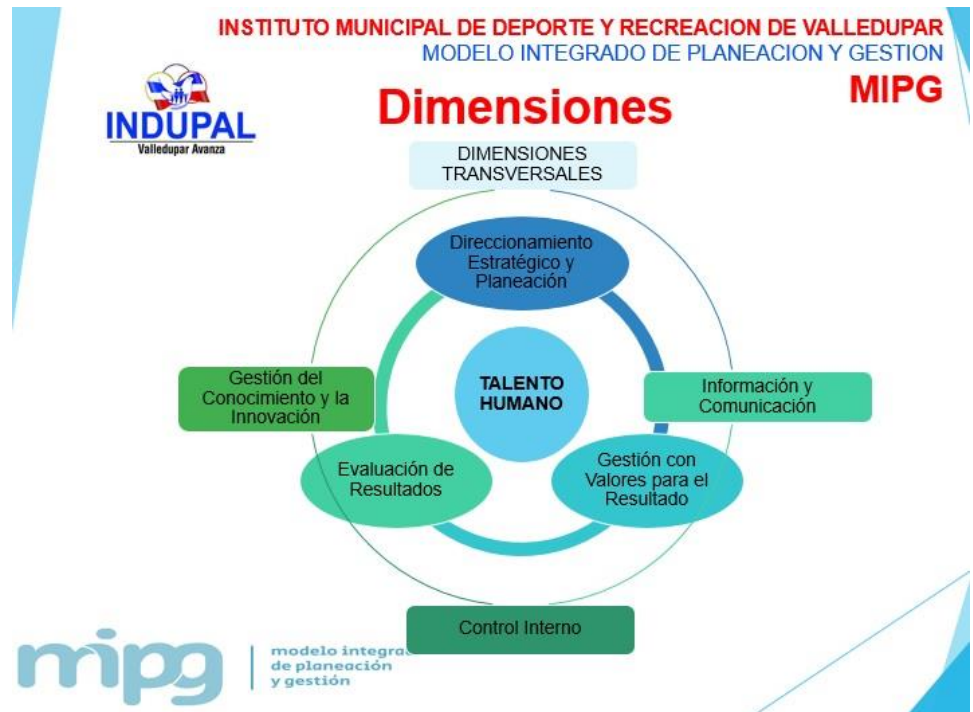 INSTITUTO MUNICIPAL DE DEPORTE Y RECREACION DE VALLEDUPAR
MODELO INTEGRADO DE PLANEACION Y GESTION
MIPG
INDUPAL
Valledupar Avanza
Dimensiones
DIMENSIONES
TRANSVERSALES
Direccionamiento
Estratégico y
Planeación
Gestión del
Conocimiento y la
Innovación
TALENTO
HUMANO
Información y
Comunicación
Evaluación de
Resultados
Gestión con
Valores para el
Resultado
Control Interno
mipg
modelo integra
de planeación
y gestión